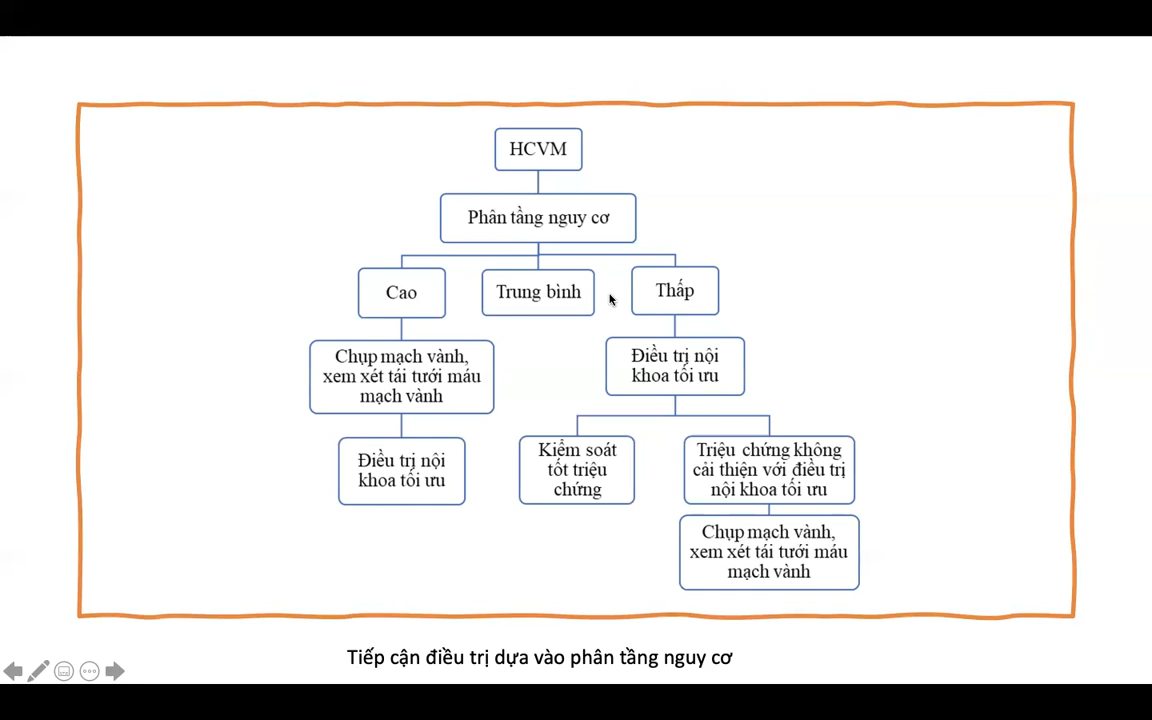 HCVM
Phân tầng nguy cơ
Cao
Trung bình
Thấp
Chụp mạch vành,
xem xét tái tưới máu
mạch vành
Điều trị nội
khoa tối ưu
Điều trị nội
khoa tối ưu
Kiểm soát
tốt triệu
chứng
Triệu chứng không
cải thiện với điều trị
nội khoa tối ưu
Chụp mạch vành,
xem xét tái tưới máu
mạch vành
Tiếp cận điều trị dựa vào phân tầng nguy cơ